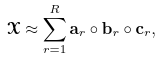 𝓧 ≈ ∑_{r=1}^{R} 𝐚_r ∘ 𝐛_r ∘ 𝐜_r,